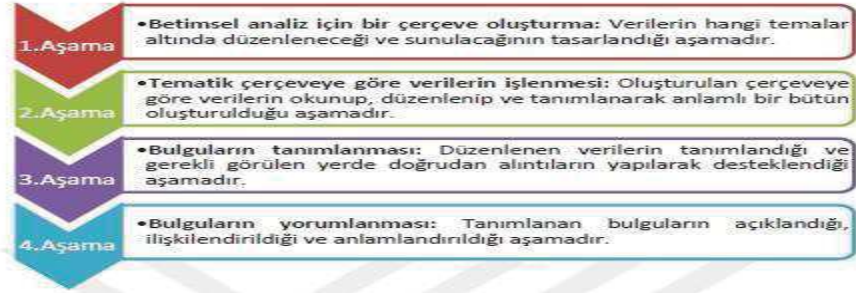 1.Aşama
•Betimsel analiz için bir çerçeve oluşturma: Verilerin hangi temalar
altında düzenleneceği ve sunulacağının tasarlandığı aşamadır.
2.Aşama
•Tematik çerçeveye göre verilerin işlenmesi: Oluşturulan çerçeveye
göre verilerin okunup, düzenlenip ve tanımlanarak anlamlı bir bütün
oluşturulduğu aşamadır.
3.Aşama
•Bulguların tanımlanması: Düzenlenen verilerin tanımlandığı ve
gerekli görülen yerde doğrudan alıntıların yapılarak desteklendiği
aşamadır.
4.Aşama
•Bulguların yorumlanması: Tanımlanan bulguların açıklandığı,
ilişkilendirildiği ve anlamlandırıldığı aşamadır.